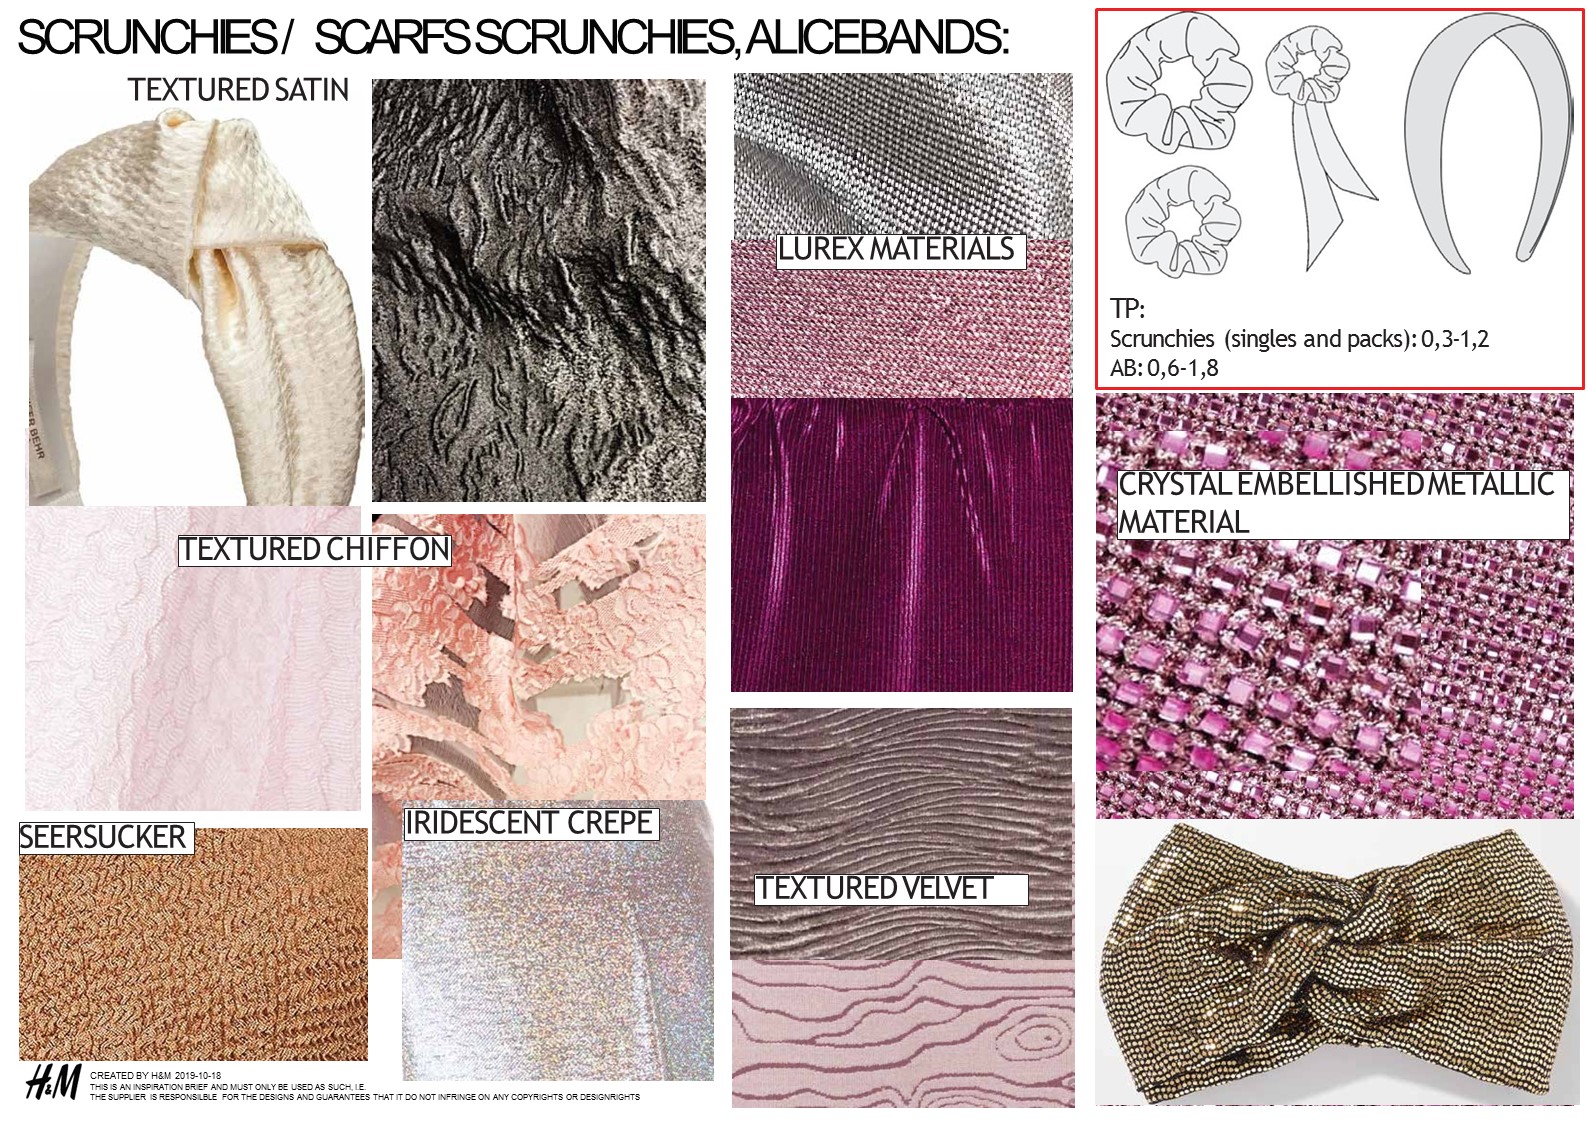 SCRUNCHIES / SCARFS SCRUNCHIES, ALICEBANDS:
TEXTURED SATIN
LUREX MATERIALS
TP:
Scrunchies (singles and packs): 0,3-1,2
AB: 0,6-1,8
CRYSTAL EMBELLISHED METALLIC
MATERIAL
TEXTURED CHIFFON
SEERSUCKER
IRIDESCENT CREPE
TEXTURED VELVET
BEHR
H&M
CREATED BY H&M 2019-10-18
THIS IS AN INSPIRATION BRIEF AND MUST ONLY BE USED AS SUCH, I.E.
THE SUPPLIER IS RESPONSILBLE FOR THE DESIGNS AND GUARANTEES THAT IT DO NOT INFRINGE ON ANY COPYRIGHTS OR DESIGNRIGHTS